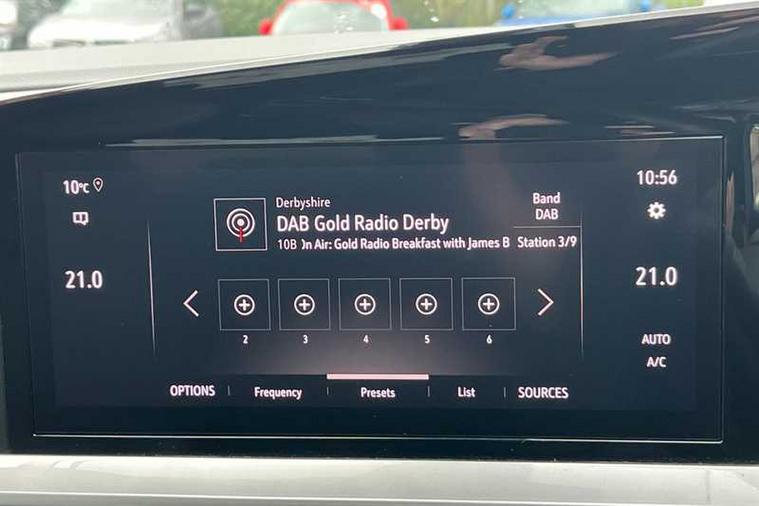 10°C
21.0
Derbyshire
DAB Gold Radio Derby
10B On Air: Gold Radio Breakfast with James B
Band
DAB
Station 3/9
10:56
21.0
AUTO
A/C
2 3 4 5 6
OPTIONS Frequency Presets List SOURCES